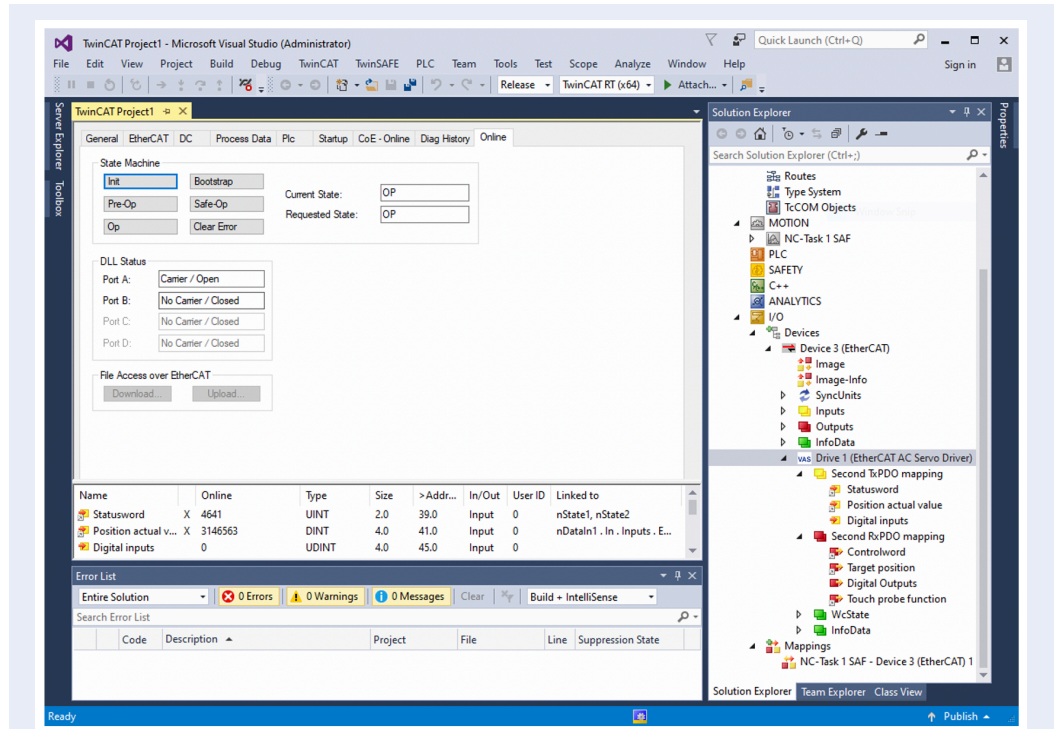 TwinCAT Project1 - Microsoft Visual Studio (Administrator)
Quick Launch (Ctrl+Q)
File Edit View Project Build Debug TwinCAT TwinSAFE PLC Team Tools Test Scope Analyze Window Help Sign in
Release TwinCAT RT (x64) Attach...
Server Explorer
Toolbox
TwinCAT Project1
General EtherCAT DC Process Data Plc Startup CoE - Online Diag History Online
State Machine
Init Bootstrap
Pre-Op Safe-Op
Op Clear Error
Current State: OP
Requested State: OP
DLL Status
Port A: Carrier / Open
Port B: No Carrier / Closed
Port C: No Carrier / Closed
Port D: No Carrier / Closed
File Access over EtherCAT
Download... Upload...
Name Online Type Size >Addr... In/Out User ID Linked to
Statusword X 4641 UINT 2.0 39.0 Input 0 nState1, nState2
Position actual v... X 3146563 DINT 4.0 41.0 Input 0 nDataIn1 . In . Inputs . E...
Digital inputs 0 UDINT 4.0 45.0 Input 0
Error List
Entire Solution 0 Errors 0 Warnings 0 Messages Clear Build + IntelliSense
Search Error List
Code Description Project File Line Suppression State
Solution Explorer
Search Solution Explorer (Ctrl+;)
Routes
Type System
TcCOM Objects
MOTION
NC-Task 1 SAF
PLC
SAFETY
C++
ANALYTICS
I/O
Devices
Device 3 (EtherCAT)
Image
Image-Info
SyncUnits
Inputs
Outputs
InfoData
VAS Drive 1 (EtherCAT AC Servo Driver)
Second TxPDO mapping
Statusword
Position actual value
Digital inputs
Second RxPDO mapping
Controlword
Target position
Digital Outputs
Touch probe function
WcState
InfoData
Mappings
NC-Task 1 SAF - Device 3 (EtherCAT) 1
Solution Explorer Team Explorer Class View
Properties
Ready
Publish